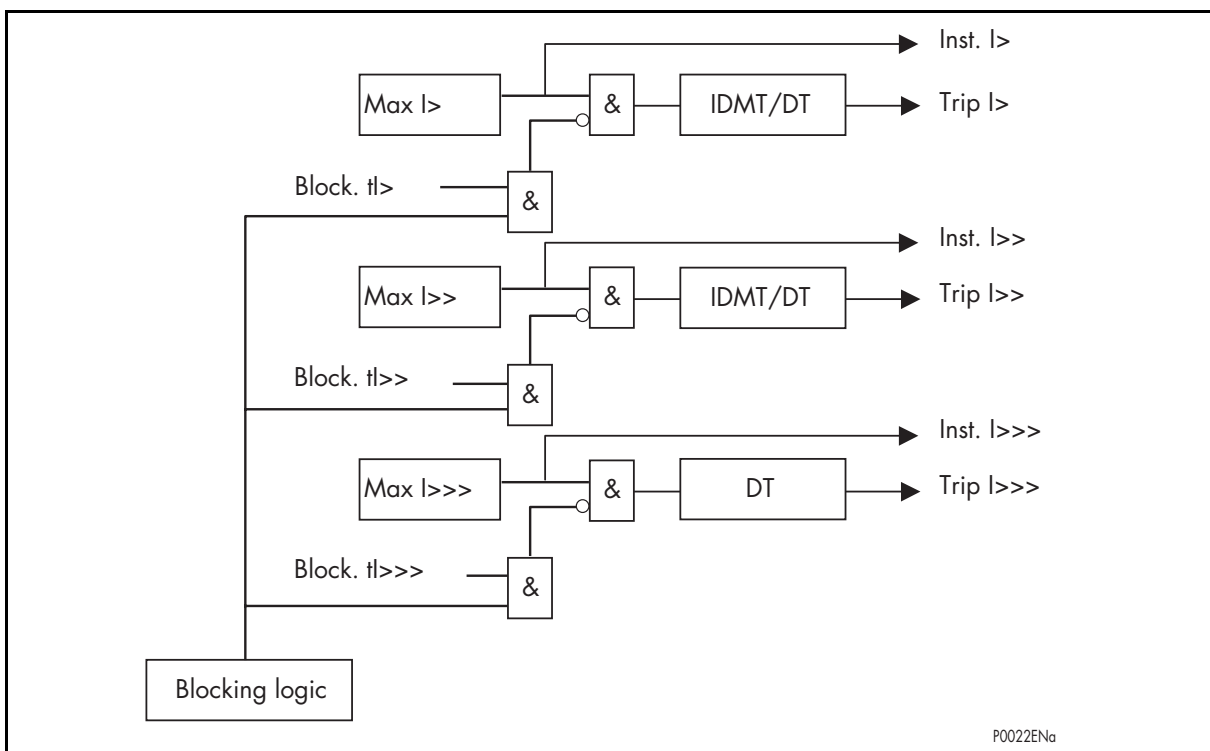 Inst. I>
Max I>
&
IDMT/DT
Trip I>
Block. tI>
&
Inst. I>>
Max I>>
&
IDMT/DT
Trip I>>
Block. tI>>
&
Inst. I>>>
Max I>>>
&
DT
Trip I>>>
Block. tI>>>
&
Blocking logic
P0022ENa